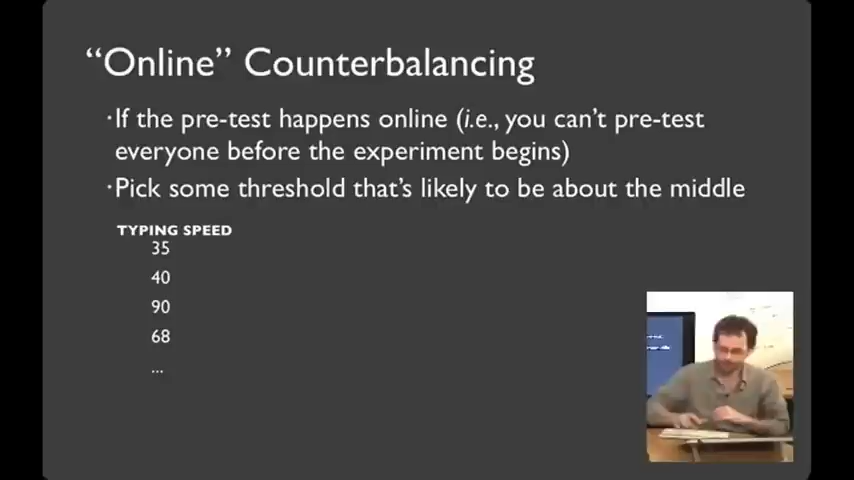 “Online” Counterbalancing
·If the pre-test happens online (i.e., you can’t pre-test
everyone before the experiment begins)
·Pick some threshold that’s likely to be about the middle
TYPING SPEED
35
40
90
68
...